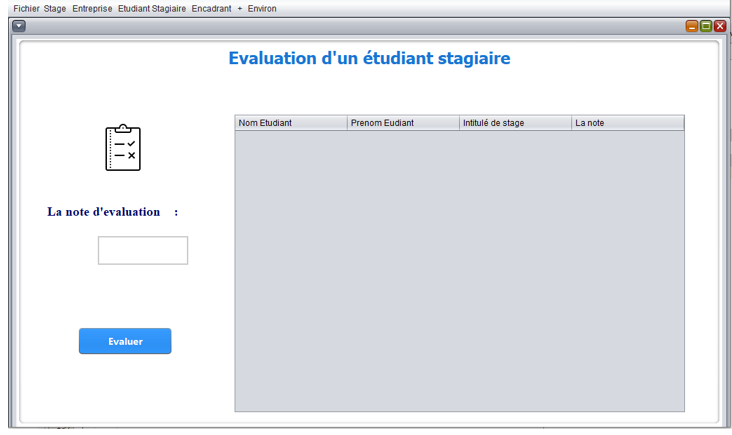 Fichier Stage Entreprise Etudiant Stagiaire Encadrant + Environ
Evaluation d'un étudiant stagiaire
Nom Etudiant Prenom Eudiant Intitulé de stage La note
La note d'evaluation :
Evaluer